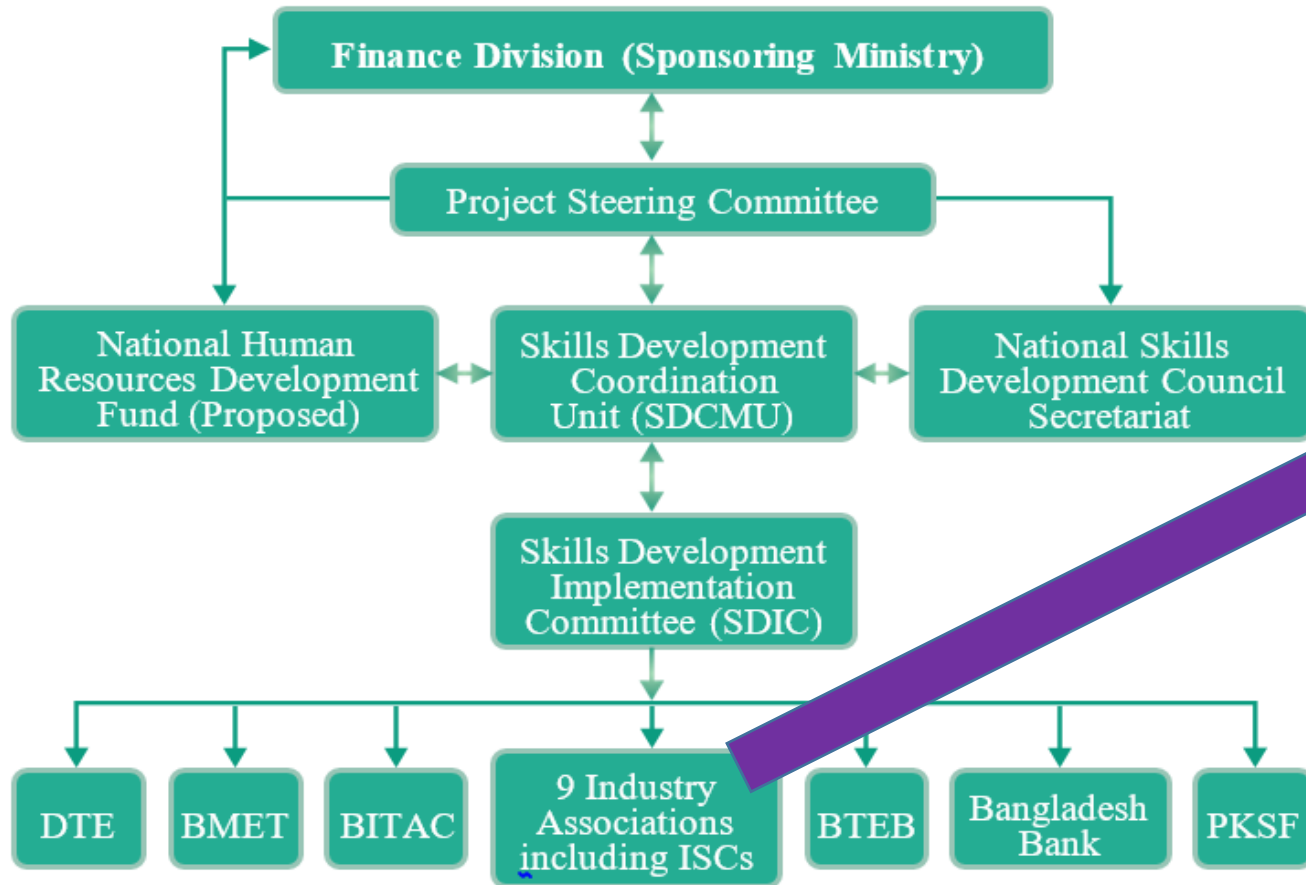 Finance Division (Sponsoring Ministry)
Project Steering Committee
National Human
Resources Development
Fund (Proposed)
Skills Development
Coordination
Unit (SDCMU)
National Skills
Development Council
Secretariat
Skills Development
Implementation
Committee (SDIC)
DTE
BMET
BITAC
9 Industry
Associations
including ISCs
BTEB
Bangladesh
Bank
PKSF